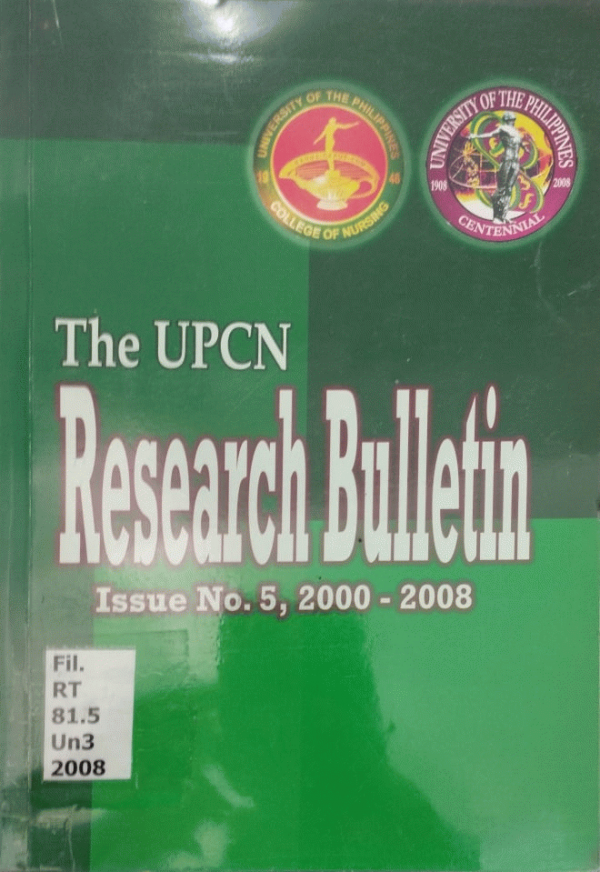 UNIVERSITY OF THE PHILIPPINES
19 48
COLLEGE OF NURSING
UNIVERSITY OF THE PHILIPPINES
1908 2008
CENTENNIAL
The UPCN
Research Bulletin
Issue No. 5, 2000 - 2008
Fil.
RT
81.5
Un3
2008